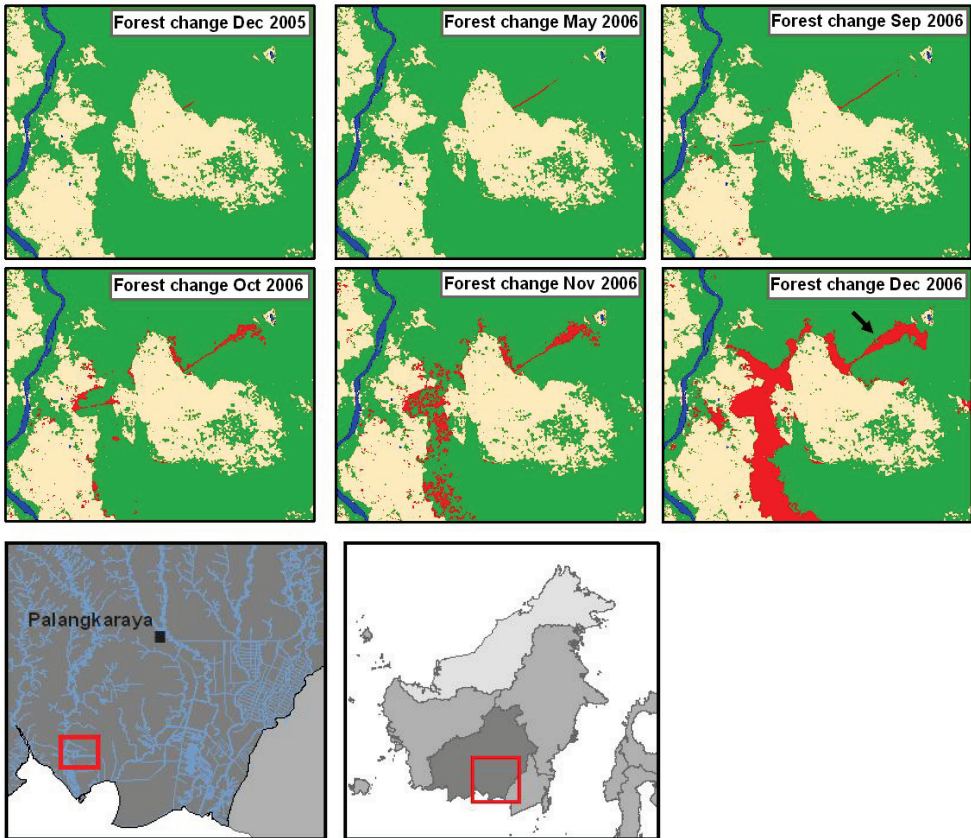 Forest change Dec 2005
Forest change May 2006
Forest change Sep 2006
Forest change Oct 2006
Forest change Nov 2006
Forest change Dec 2006
Palangkaraya